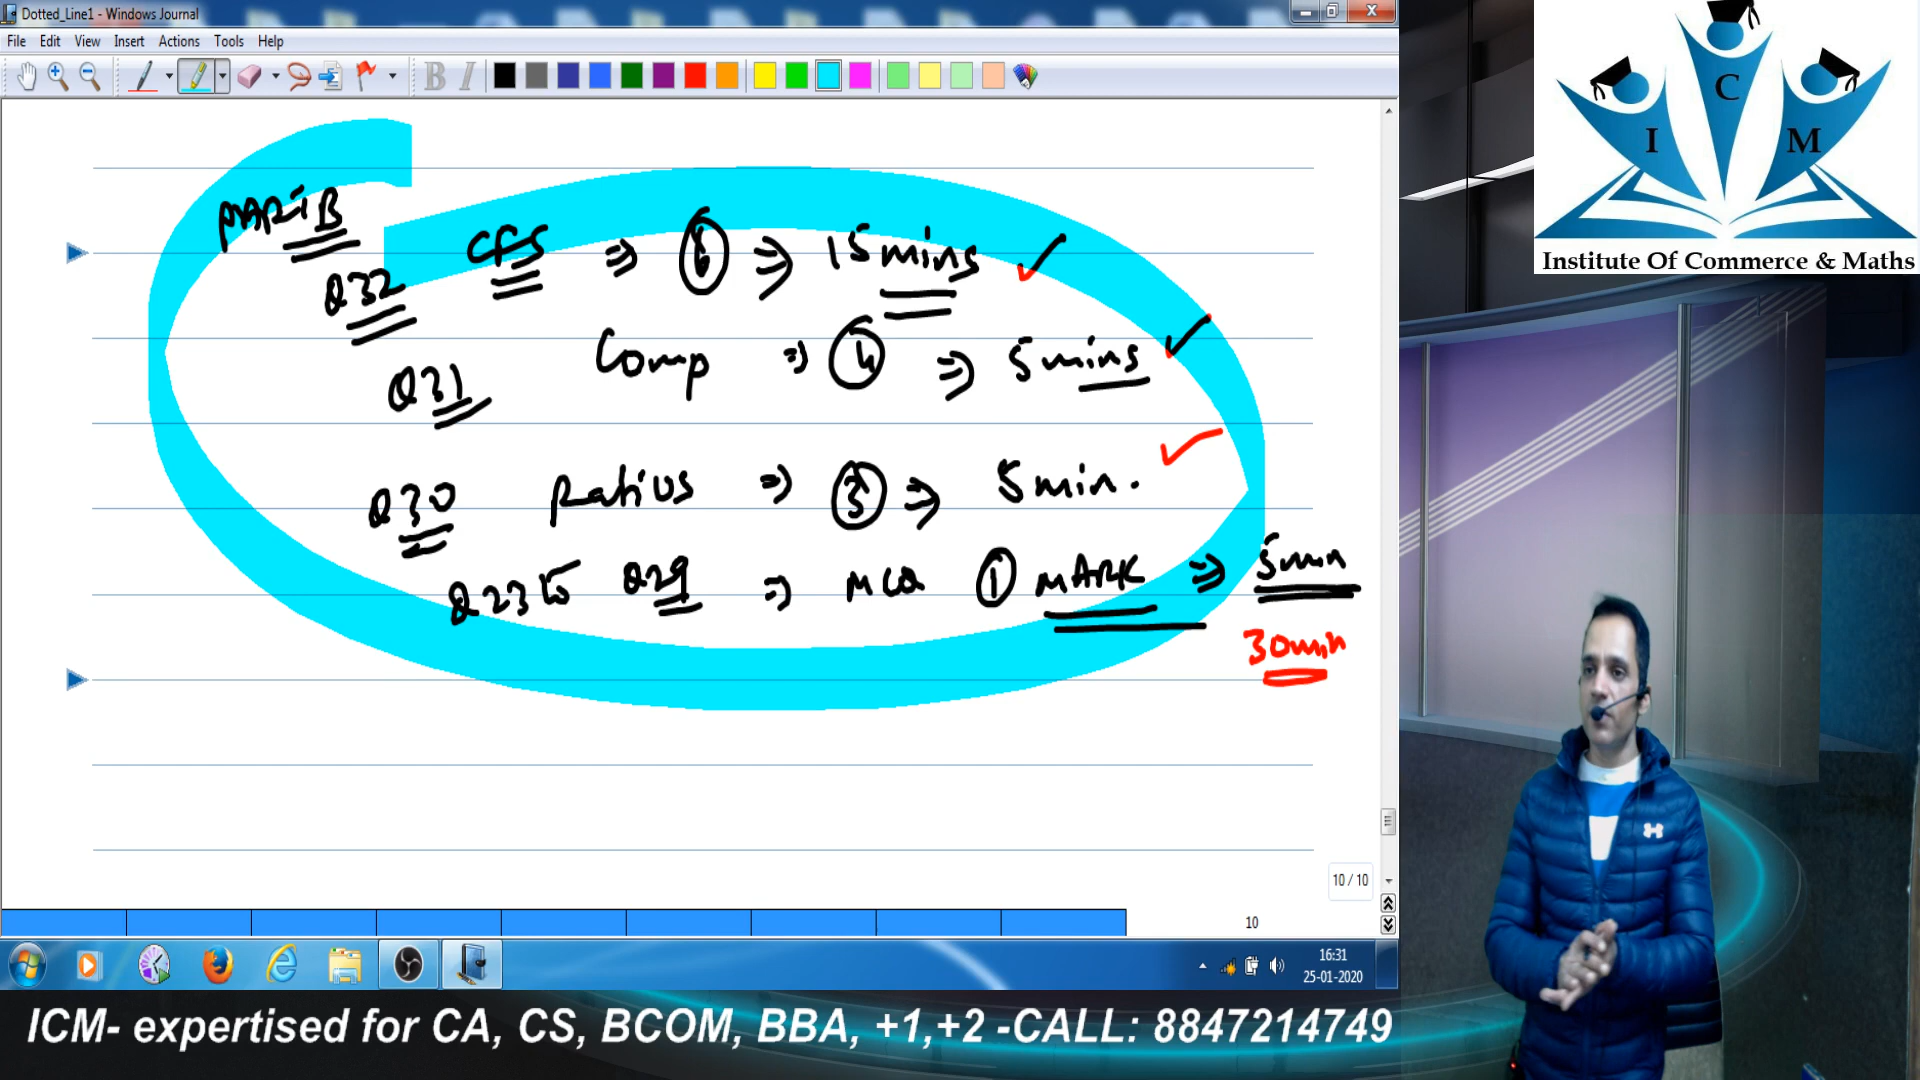 Dotted_Line1 - Windows Journal
File Edit View Insert Actions Tools Help
B I
PART B
Q32 CFS ⇒ 6 ⇒ 15 mins ✓
Q31 Comp ⇒ 4 ⇒ 5 mins ✓
Q30 Ratios ⇒ 3 ⇒ 5 min. ✓
Q23 to Q29 ⇒ MCQ 1 MARK ⇒ 5 min
30 min
10 / 10
10
16:31
25-01-2020
I C M
Institute Of Commerce & Maths
ICM- expertised for CA, CS, BCOM, BBA, +1,+2 -CALL: 8847214749